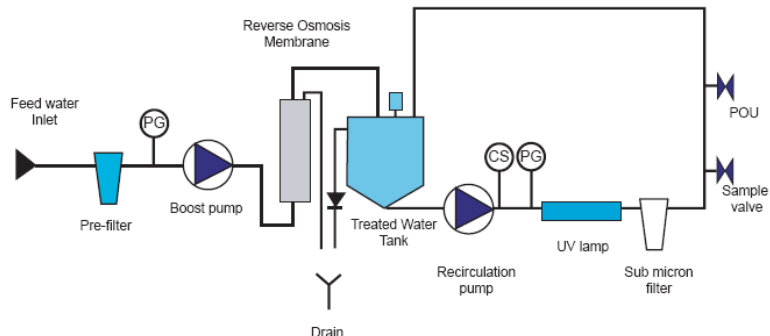 Reverse Osmosis
Membrane
Feed water
Inlet
PG
Pre-filter
Boost pump
Treated Water
Tank
Drain
CS
PG
Recirculation
pump
UV lamp
Sub micron
filter
POU
Sample
valve